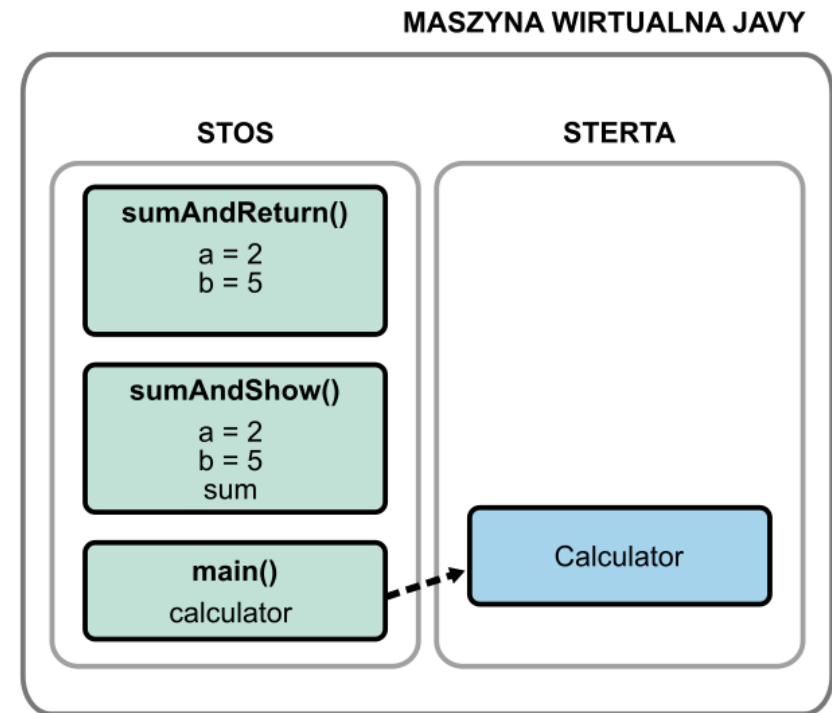 MASZYNA WIRTUALNA JAVY
STOS
STERTA
sumAndReturn()
a = 2
b = 5
sumAndShow()
a = 2
b = 5
sum
main()
calculator
Calculator